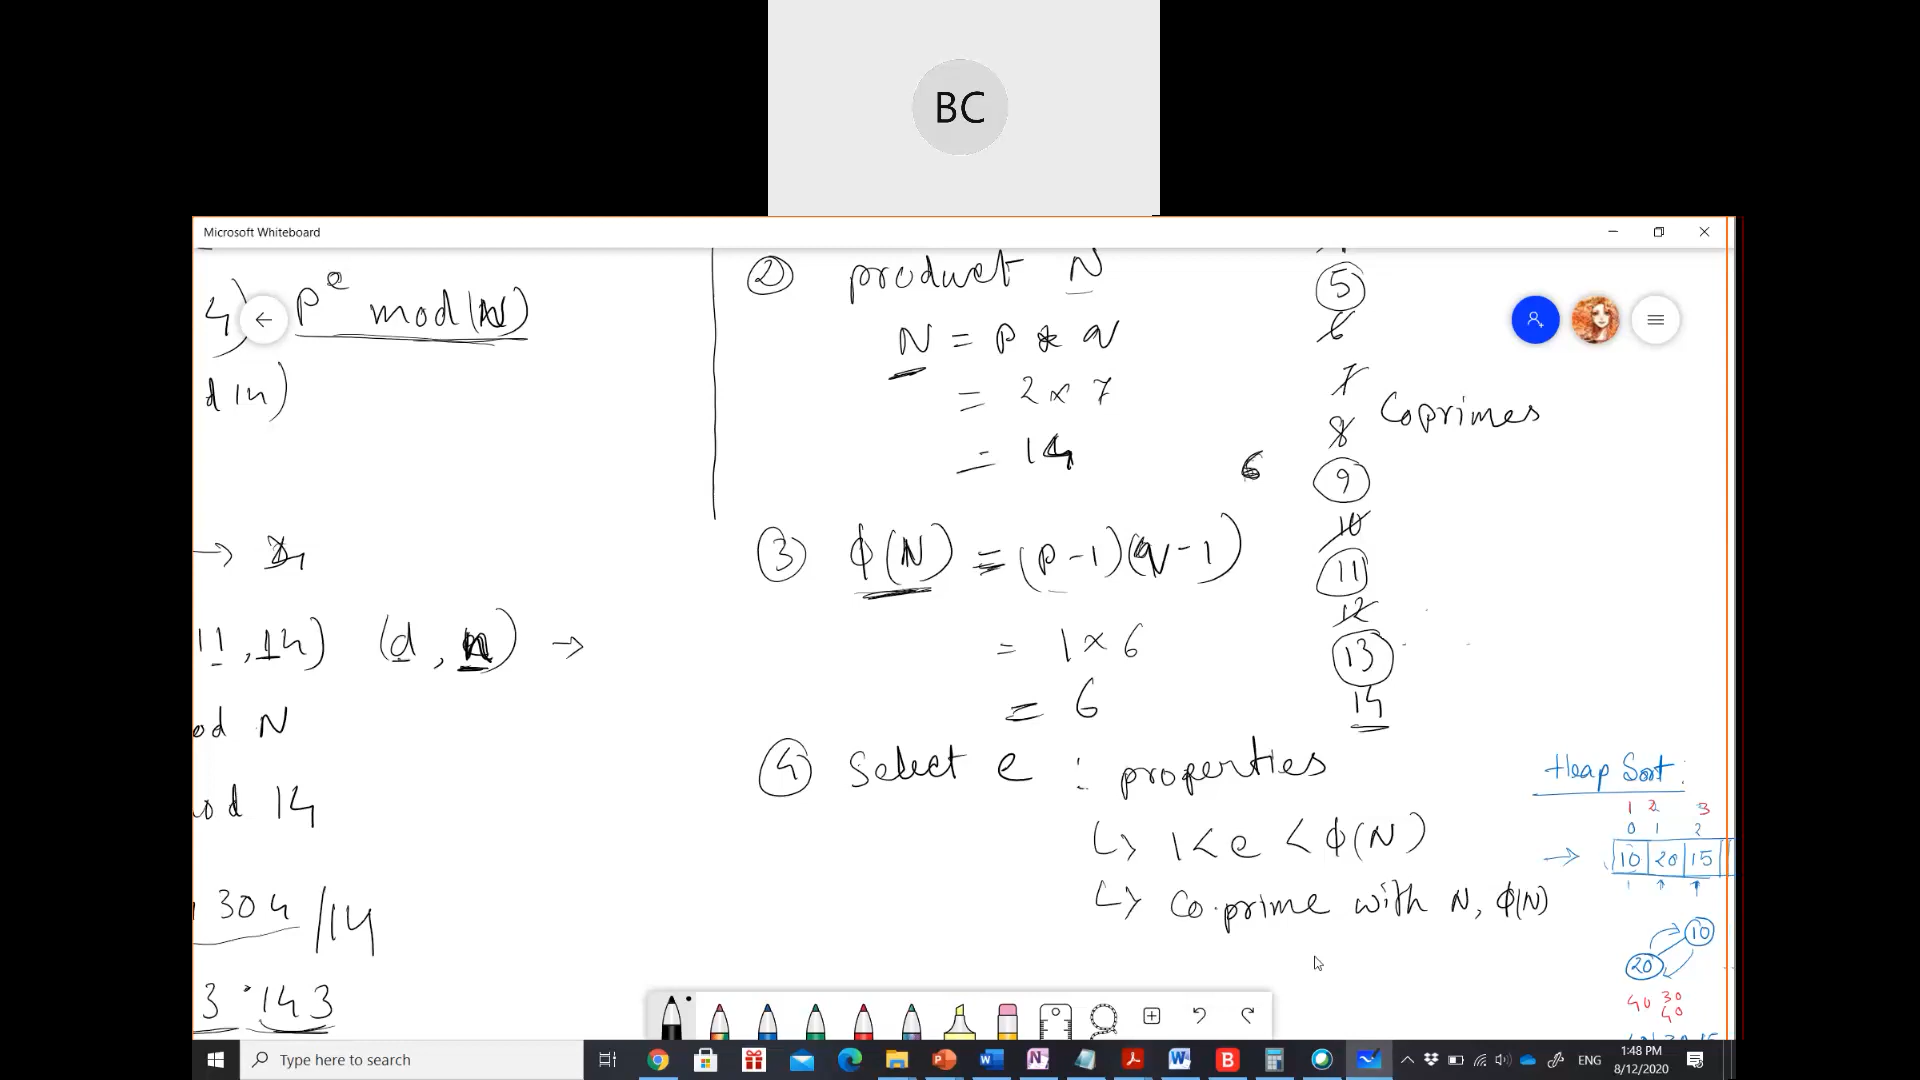 BC
Microsoft Whiteboard
4) P^e mod(N)
d 14)
→
11, 14) (d, n) →
od N
od 14
304 /14
3 . 143
② product N
N = P * q
= 2 × 7
= 14
③ ϕ(N) = (P-1)(q-1)
= 1 × 6
= 6
④ Select e : properties
↳ 1 < e < ϕ(N)
↳ Co-prime with N, ϕ(N)
5
6
7
8 Coprimes
6
9
10
11
12
13
14
Heap Sort:
1 2 3
0 1 2
→ 10 20 15
10
20
40 30
40
Type here to search
ENG
1:48 PM
8/12/2020